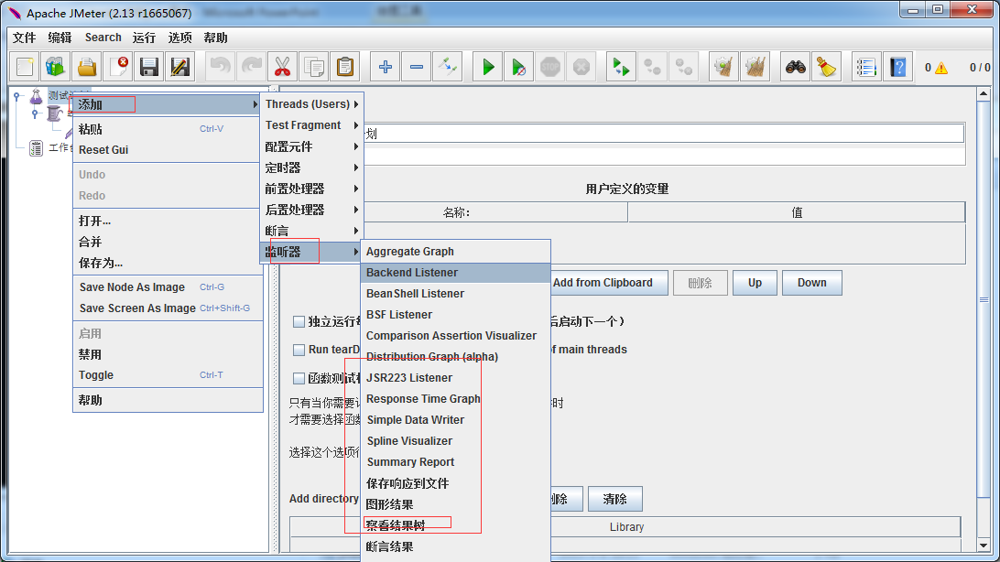 Apache JMeter (2.13 r1665067)
文件 编辑 Search 运行 选项 帮助
0 0 / 0
测试
添加
粘贴 Ctrl-V
Reset Gui
Undo
Redo
打开...
合并
保存为...
Save Node As Image Ctrl-G
Save Screen As Image Ctrl+Shift-G
启用
禁用
Toggle Ctrl-T
帮助
工作台
Threads (Users)
Test Fragment
配置元件
定时器
前置处理器
后置处理器
断言
监听器
Aggregate Graph
Backend Listener
BeanShell Listener
BSF Listener
Comparison Assertion Visualizer
Distribution Graph (alpha)
JSR223 Listener
Response Time Graph
Simple Data Writer
Spline Visualizer
Summary Report
保存响应到文件
图形结果
察看结果树
断言结果
划
用户定义的变量
名称: 值
Add from Clipboard 删除 Up Down
独立运行 后启动下一个）
Run tearD of main threads
函数测试
只有当你需要 时
才需要选择函
选择这个选项
Add directory 除 清除
Library